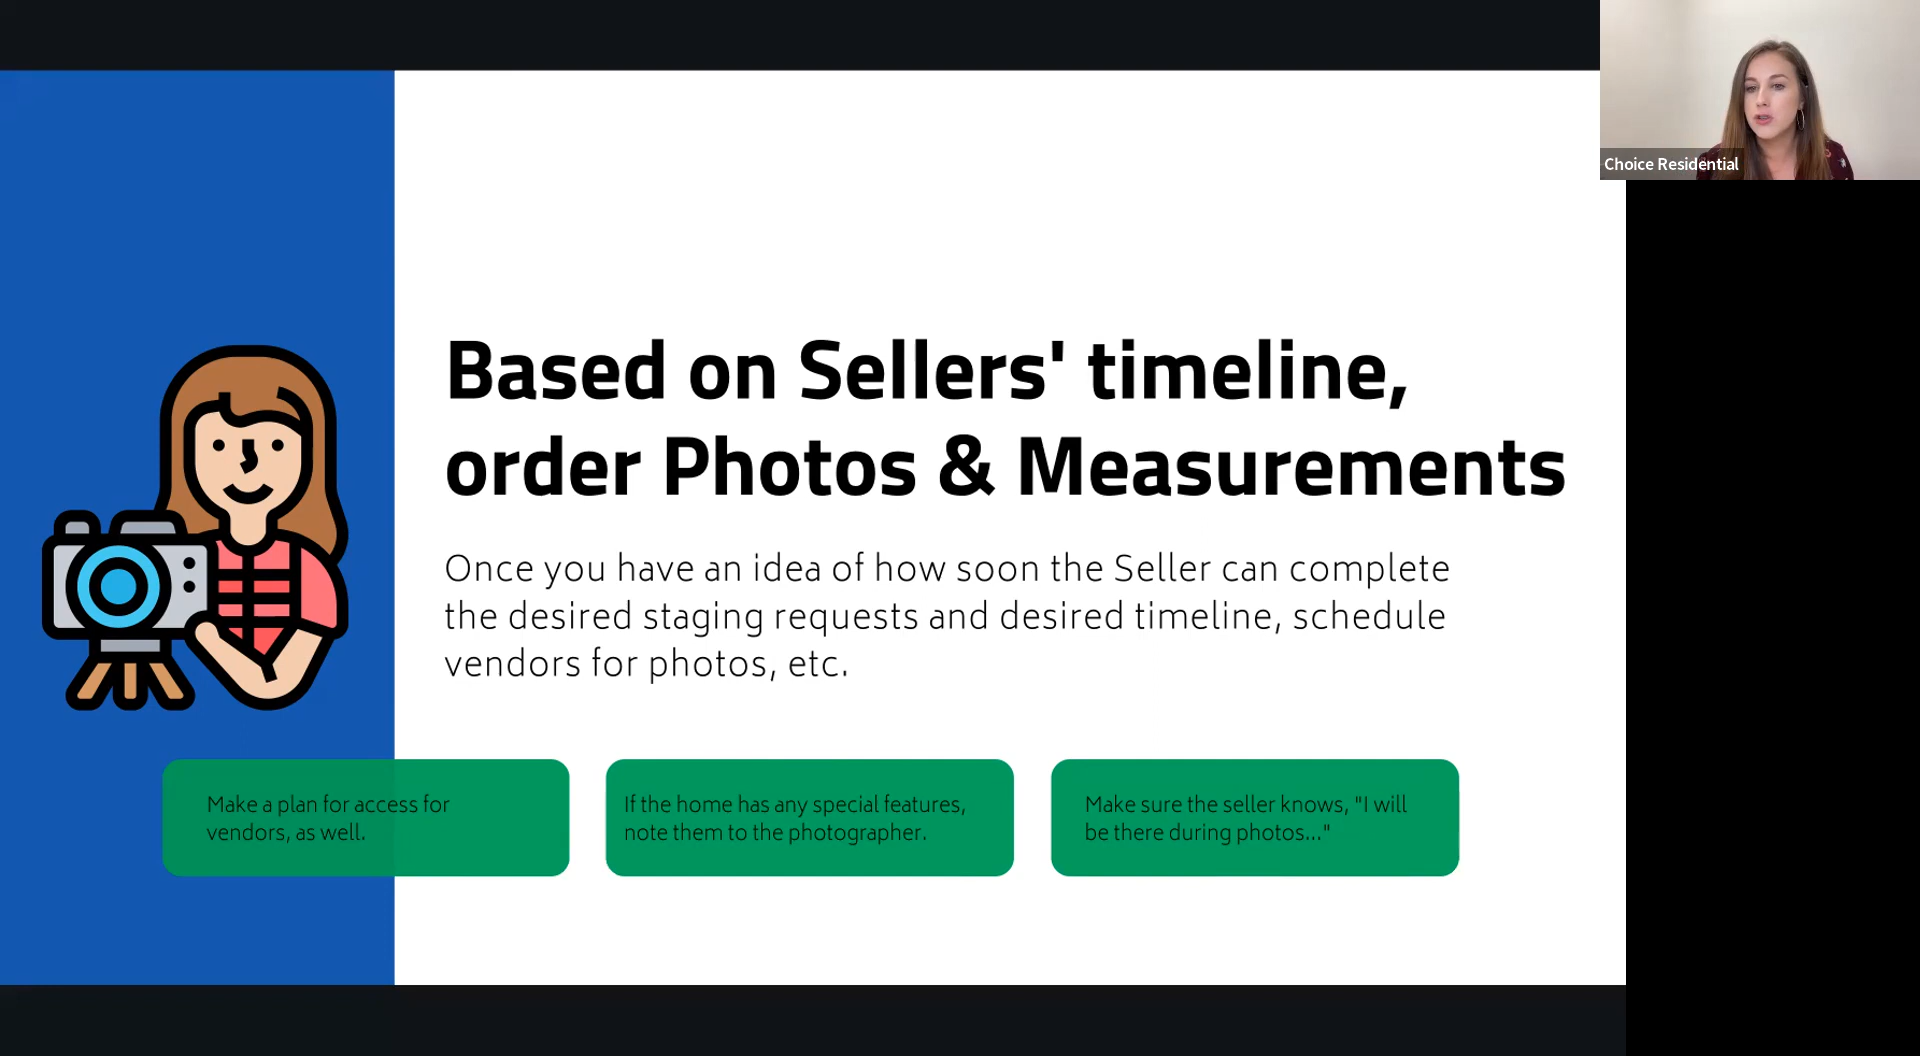 Choice Residential
Based on Sellers' timeline,
order Photos & Measurements
Once you have an idea of how soon the Seller can complete
the desired staging requests and desired timeline, schedule
vendors for photos, etc.
Make a plan for access for
vendors, as well.
If the home has any special features,
note them to the photographer.
Make sure the seller knows, "I will
be there during photos..."